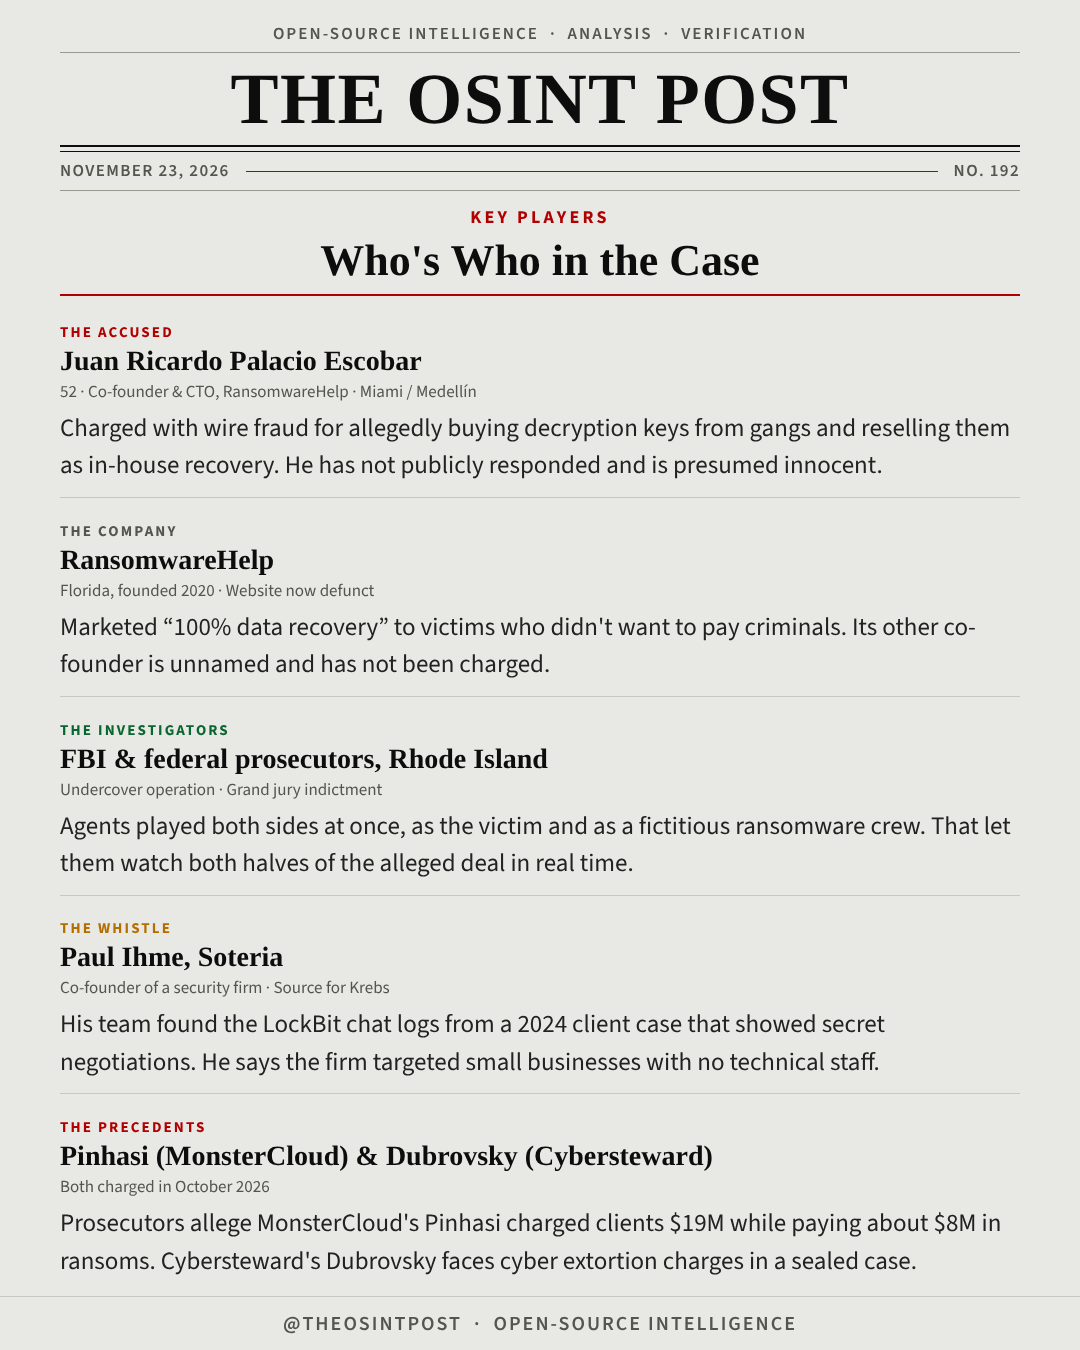 OPEN-SOURCE INTELLIGENCE · ANALYSIS · VERIFICATION
THE OSINT POST
NOVEMBER 23, 2026 NO. 192
KEY PLAYERS
Who's Who in the Case
THE ACCUSED
Juan Ricardo Palacio Escobar
52 · Co-founder & CTO, RansomwareHelp · Miami / Medellín
Charged with wire fraud for allegedly buying decryption keys from gangs and reselling them
as in-house recovery. He has not publicly responded and is presumed innocent.
THE COMPANY
RansomwareHelp
Florida, founded 2020 · Website now defunct
Marketed “100% data recovery” to victims who didn't want to pay criminals. Its other co-
founder is unnamed and has not been charged.
THE INVESTIGATORS
FBI & federal prosecutors, Rhode Island
Undercover operation · Grand jury indictment
Agents played both sides at once, as the victim and as a fictitious ransomware crew. That let
them watch both halves of the alleged deal in real time.
THE WHISTLE
Paul Ihme, Soteria
Co-founder of a security firm · Source for Krebs
His team found the LockBit chat logs from a 2024 client case that showed secret
negotiations. He says the firm targeted small businesses with no technical staff.
THE PRECEDENTS
Pinhasi (MonsterCloud) & Dubrovsky (Cybersteward)
Both charged in October 2026
Prosecutors allege MonsterCloud's Pinhasi charged clients $19M while paying about $8M in
ransoms. Cybersteward's Dubrovsky faces cyber extortion charges in a sealed case.
@THEOSINTPOST · OPEN-SOURCE INTELLIGENCE